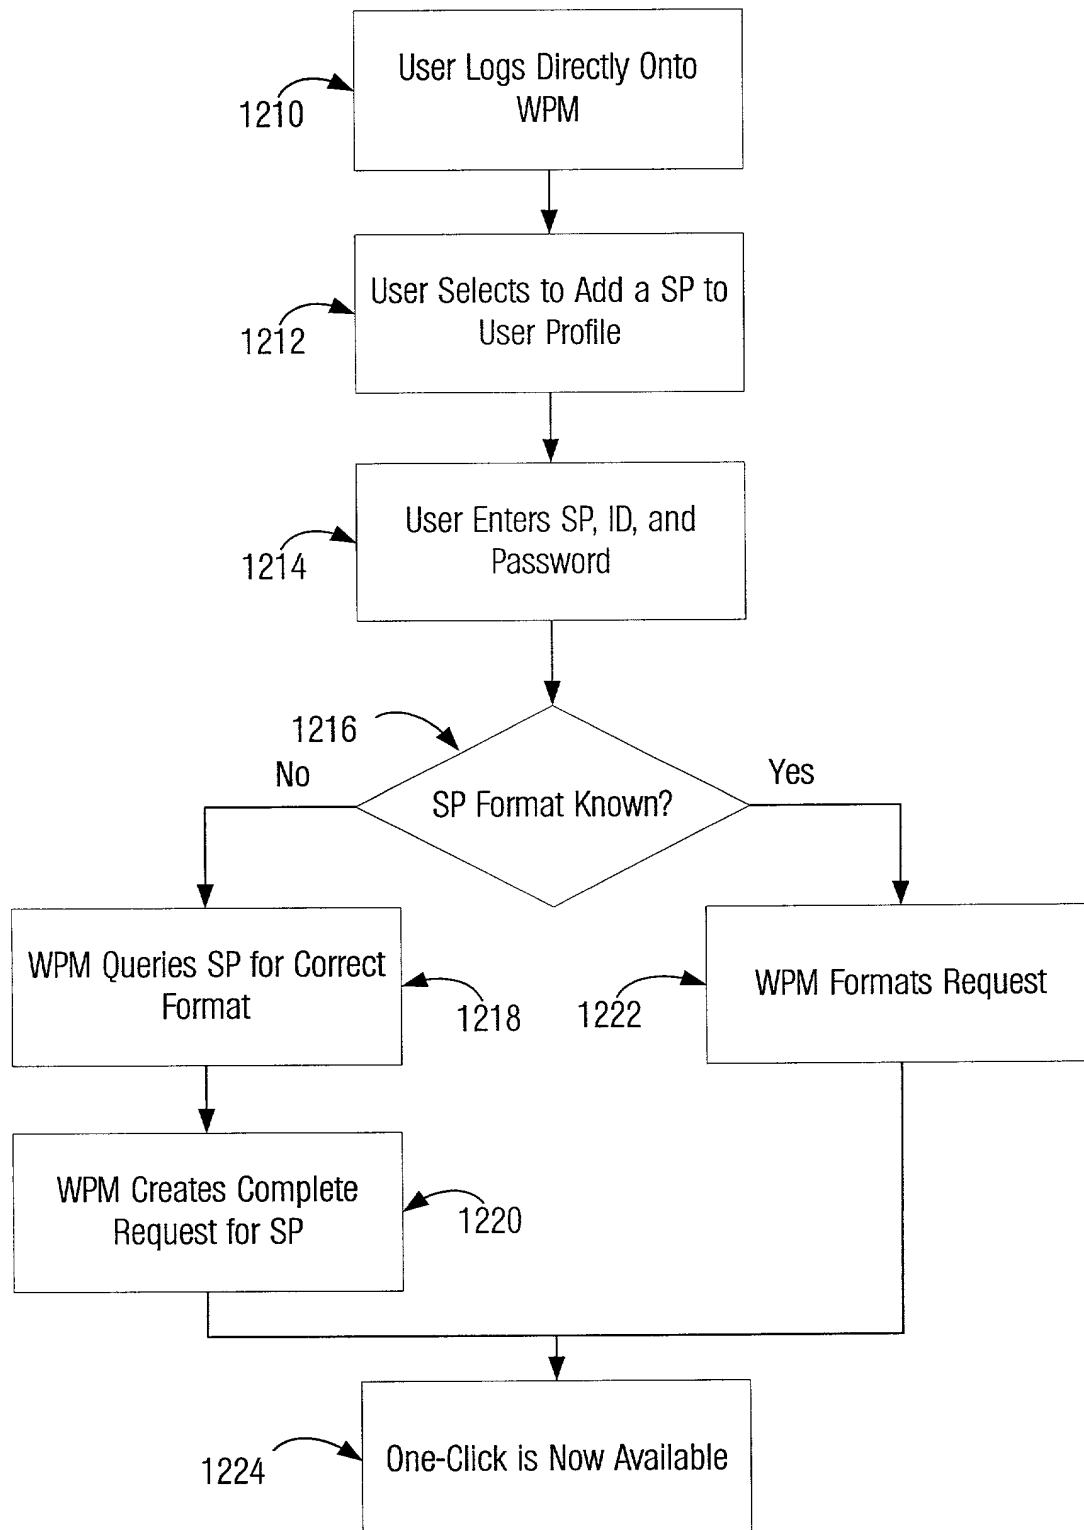 User Logs Directly Onto
WPM
1210
User Selects to Add a SP to
User Profile
1212
User Enters SP, ID, and
Password
1214
1216
No
Yes
SP Format Known?
WPM Queries SP for Correct
Format
1218
1222
WPM Formats Request
WPM Creates Complete
Request for SP
1220
One-Click is Now Available
1224